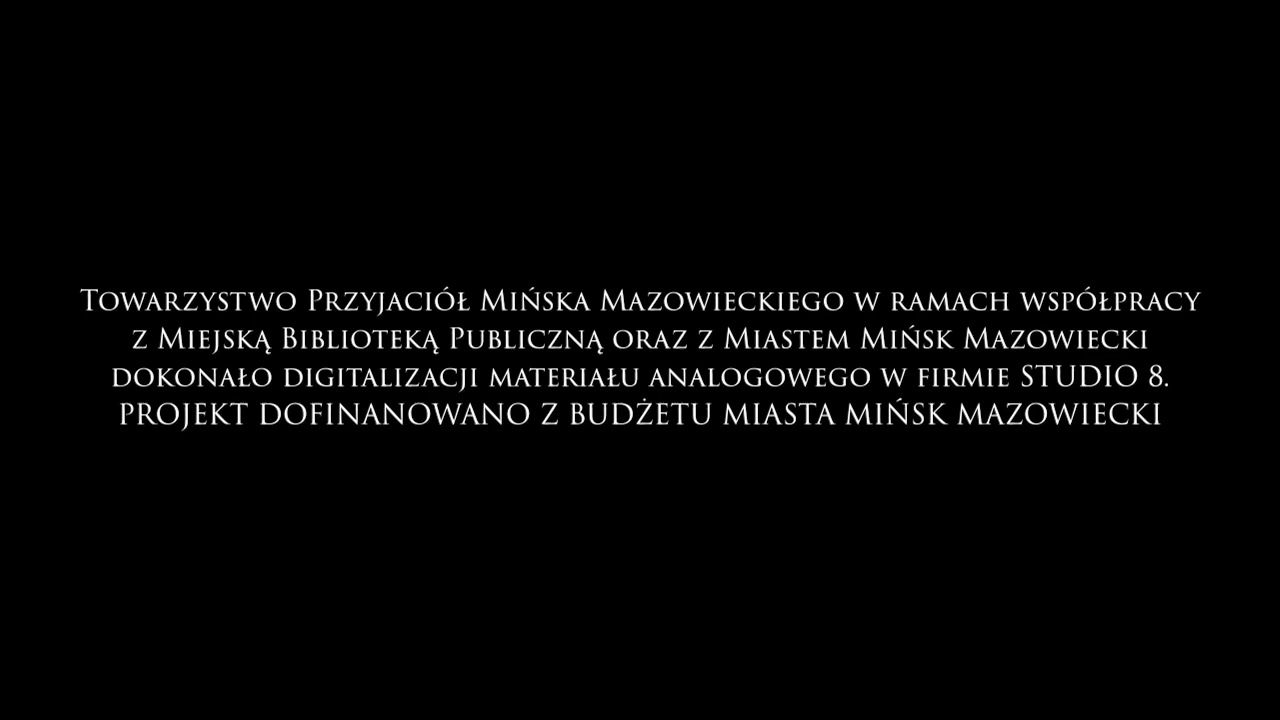 Towarzystwo Przyjaciół Mińska Mazowieckiego w ramach współpracy
z Miejską Biblioteką Publiczną oraz z Miastem Mińsk Mazowiecki
dokonało digitalizacji materiału analogowego w firmie STUDIO 8.
PROJEKT DOFINANOWANO Z BUDŻETU MIASTA MIŃSK MAZOWIECKI